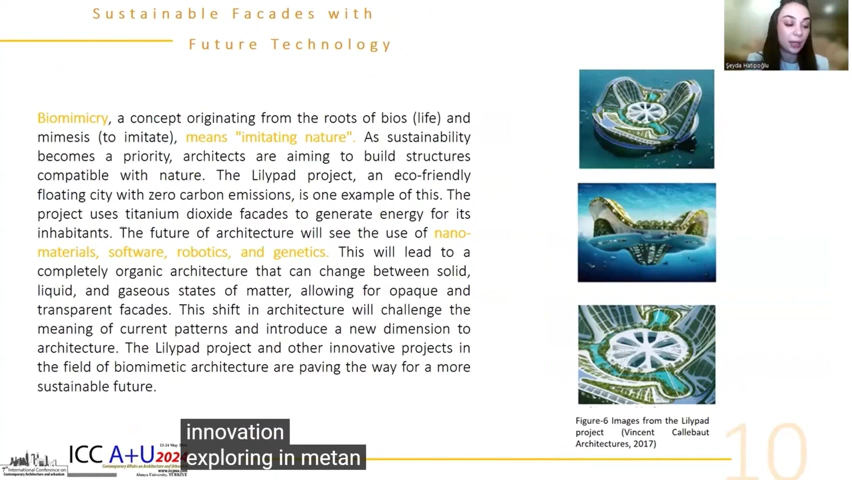 Sustainable Facades with
Future Technology
Şeyda Hatipoğlu
Biomimicry, a concept originating from the roots of bios (life) and
mimesis (to imitate), means "imitating nature". As sustainability
becomes a priority, architects are aiming to build structures
compatible with nature. The Lilypad project, an eco-friendly
floating city with zero carbon emissions, is one example of this. The
project uses titanium dioxide facades to generate energy for its
inhabitants. The future of architecture will see the use of nano-
materials, software, robotics, and genetics. This will lead to a
completely organic architecture that can change between solid,
liquid, and gaseous states of matter, allowing for opaque and
transparent facades. This shift in architecture will challenge the
meaning of current patterns and introduce a new dimension to
architecture. The Lilypad project and other innovative projects in
the field of biomimetic architecture are paving the way for a more
sustainable future.
Figure-6 Images from the Lilypad
project (Vincent Callebaut
Architectures, 2017)
innovation
exploring in metan
ICC A+U 2024
International Conference on
10